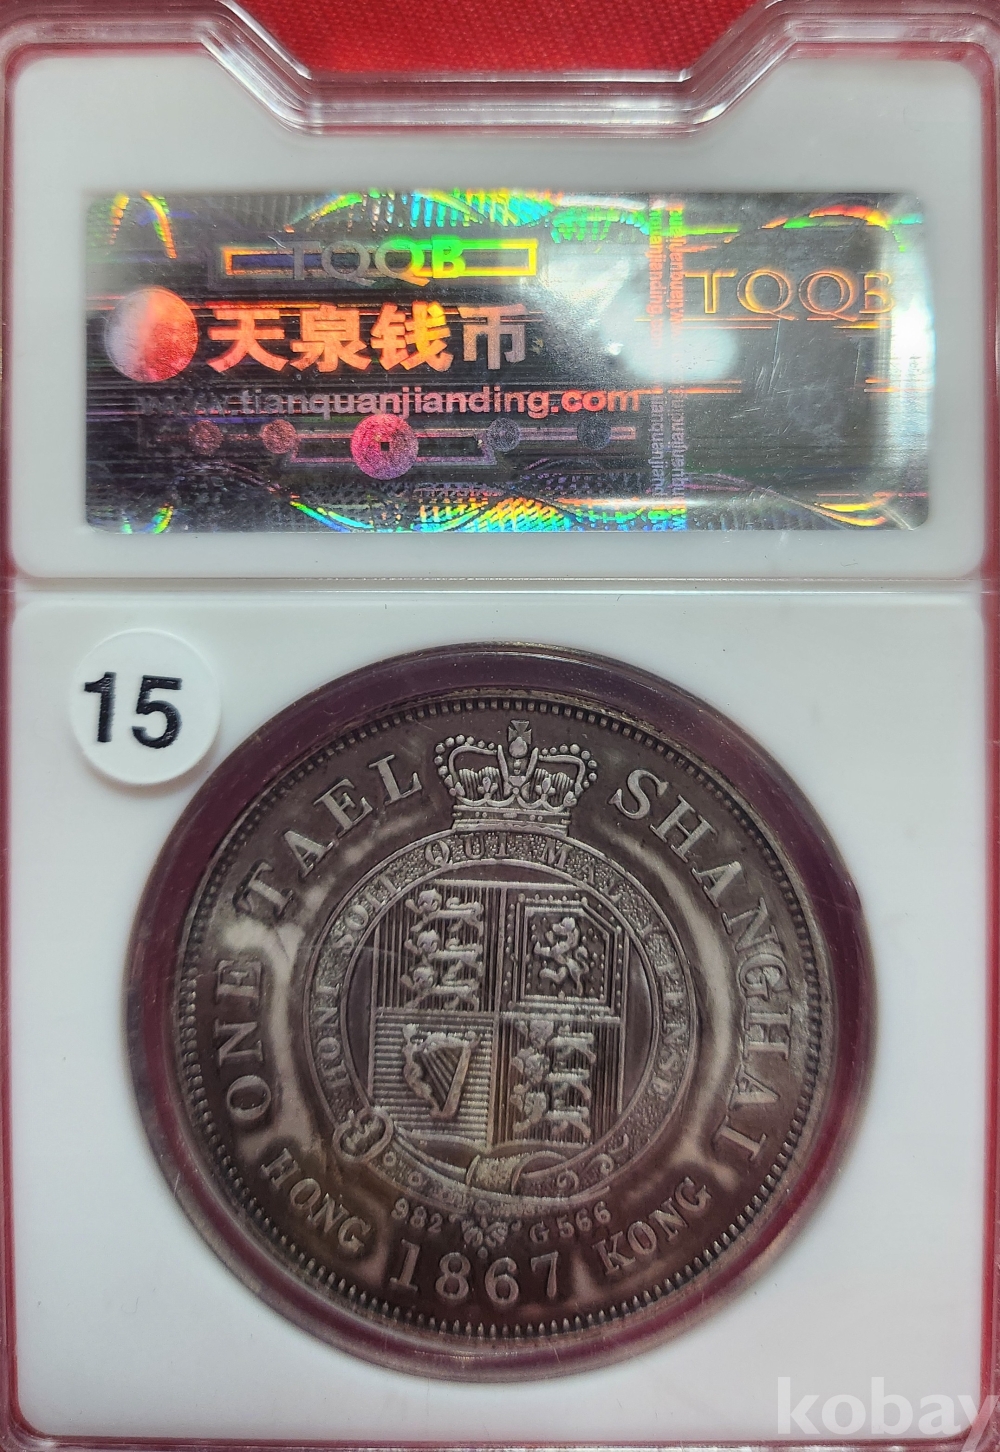 TQQB
天泉钱币
www.tianquanjianding.com
TQQB
15
ONE TAEL SHANGHAI
HONI SOIT QUI MAL Y PENSE
982 G566
HONG 1867 KONG
kobay